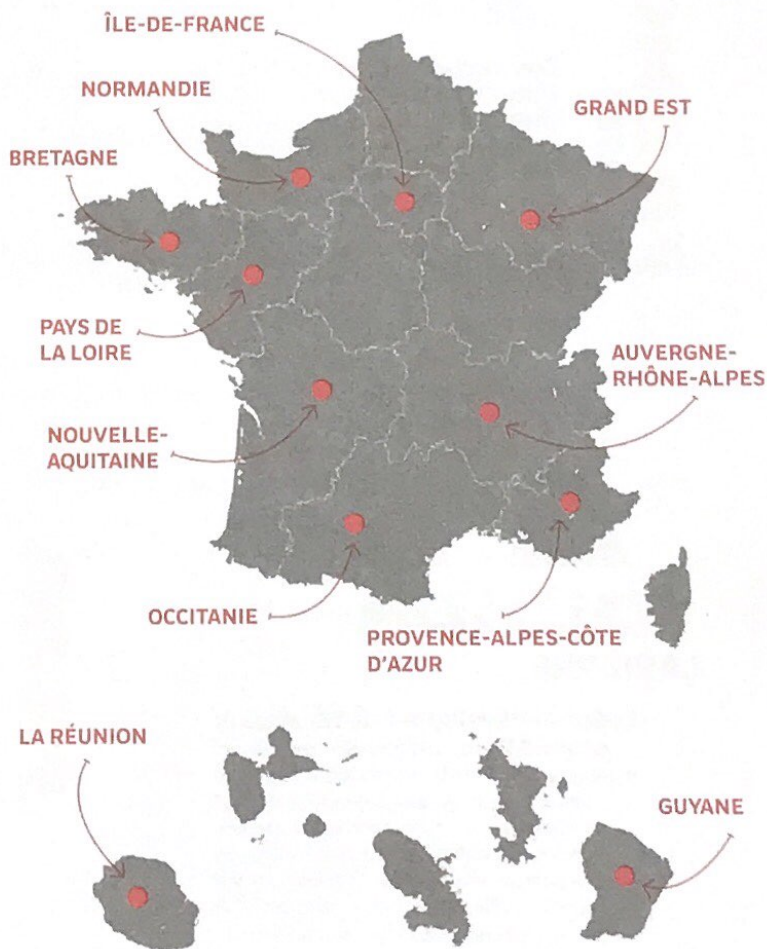 ÎLE-DE-FRANCE
NORMANDIE
GRAND EST
BRETAGNE
PAYS DE
LA LOIRE
AUVERGNE-
RHÔNE-ALPES
NOUVELLE-
AQUITAINE
OCCITANIE
PROVENCE-ALPES-CÔTE
D'AZUR
LA RÉUNION
GUYANE